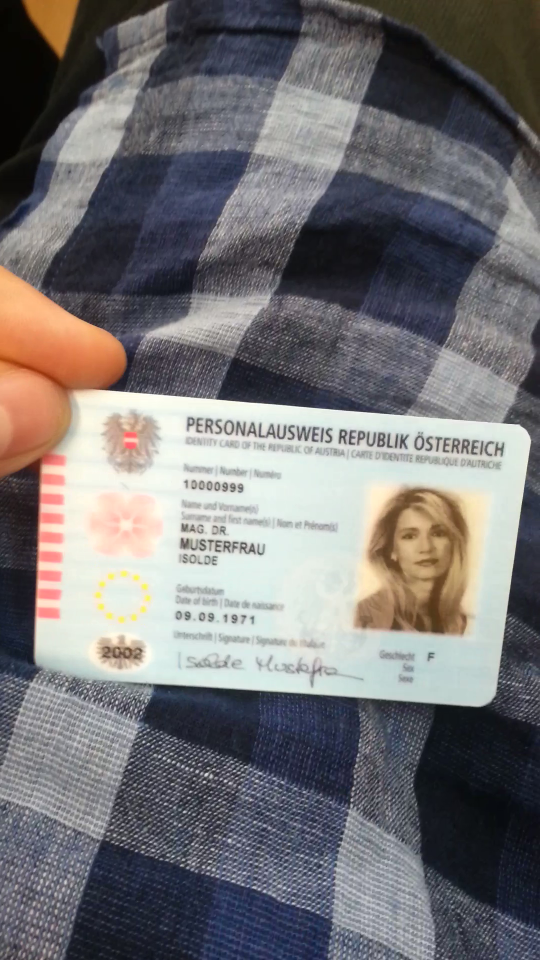 PERSONALAUSWEIS REPUBLIK ÖSTERREICH
IDENTITY CARD OF THE REPUBLIC OF AUSTRIA | CARTE D'IDENTITE REPUBLIQUE D'AUTRICHE
Nummer | Number | Numéro
10000999
Name und Vorname(n)
Surname and first name(s) | Nom et Prénom(s)
MAG. DR.
MUSTERFRAU
ISOLDE
Geburtsdatum
Date of birth | Date de naissance
09.09.1971
Unterschrift | Signature | Signature du titulaire
Isolde Musterfra
Geschlecht F
Sex
Sexe
2002